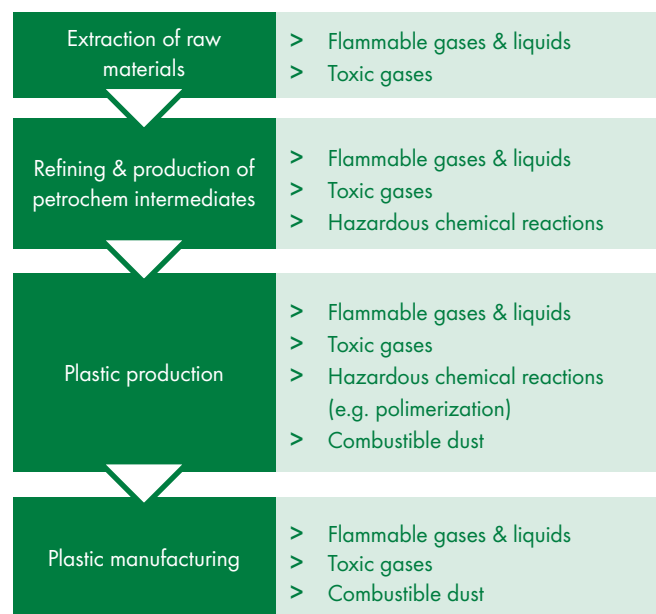 Extraction of raw
materials
> Flammable gases & liquids
> Toxic gases
Refining & production of
petrochem intermediates
> Flammable gases & liquids
> Toxic gases
> Hazardous chemical reactions
Plastic production
> Flammable gases & liquids
> Toxic gases
> Hazardous chemical reactions
(e.g. polimerization)
> Combustible dust
Plastic manufacturing
> Flammable gases & liquids
> Toxic gases
> Combustible dust